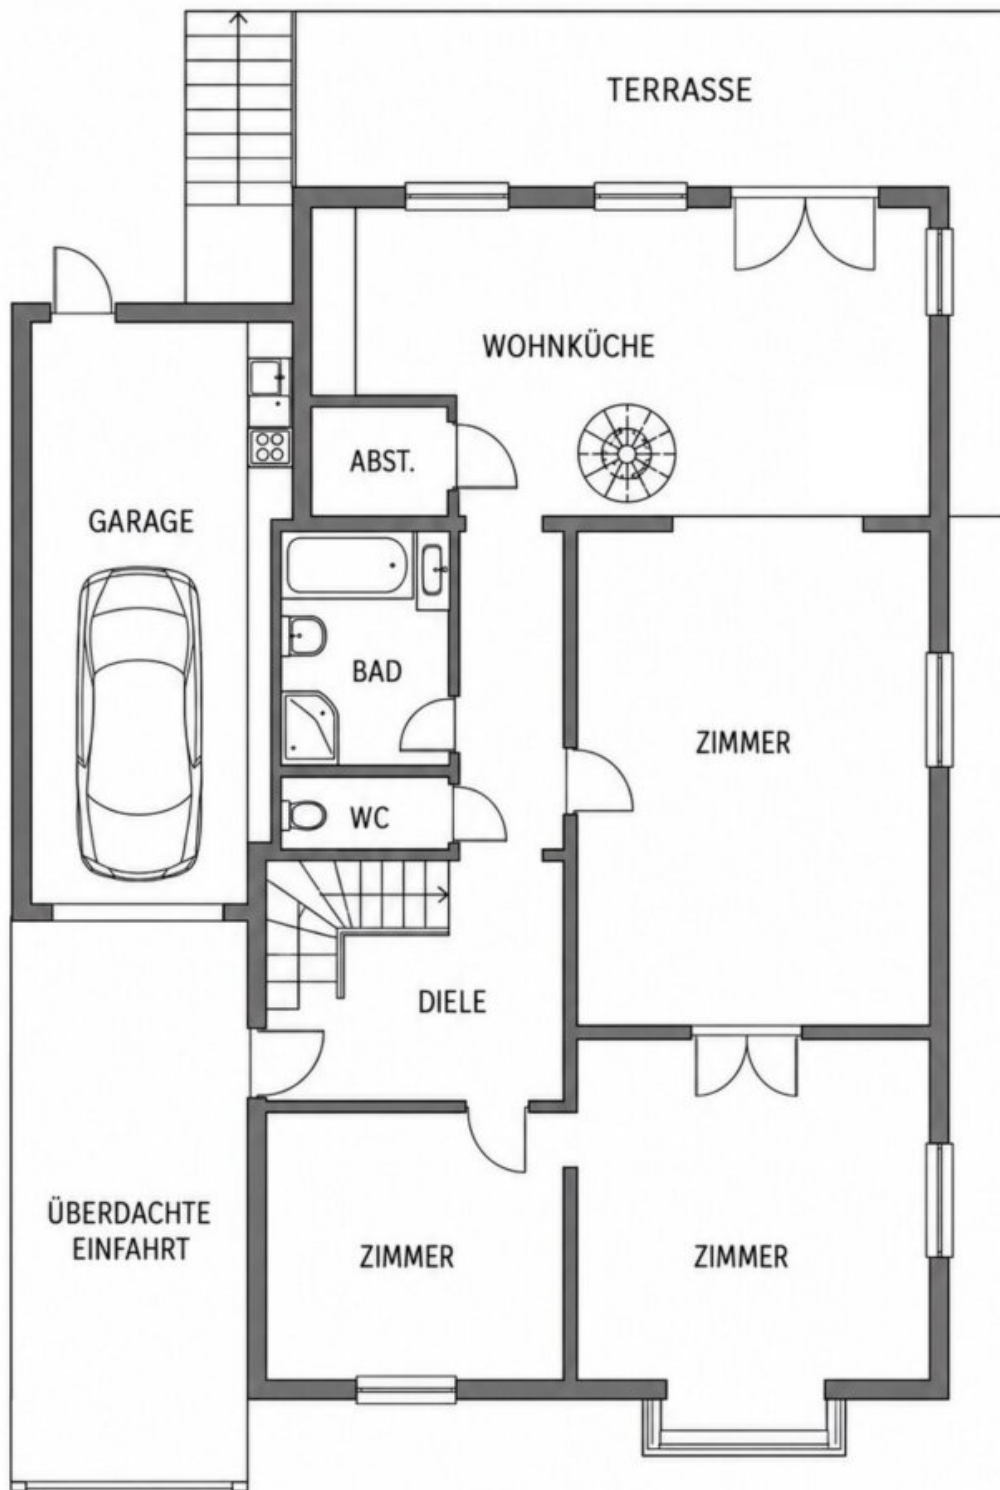 TERRASSE
WOHNKÜCHE
ABST.
GARAGE
BAD
ZIMMER
WC
DIELE
ÜBERDACHTE
EINFAHRT
ZIMMER
ZIMMER